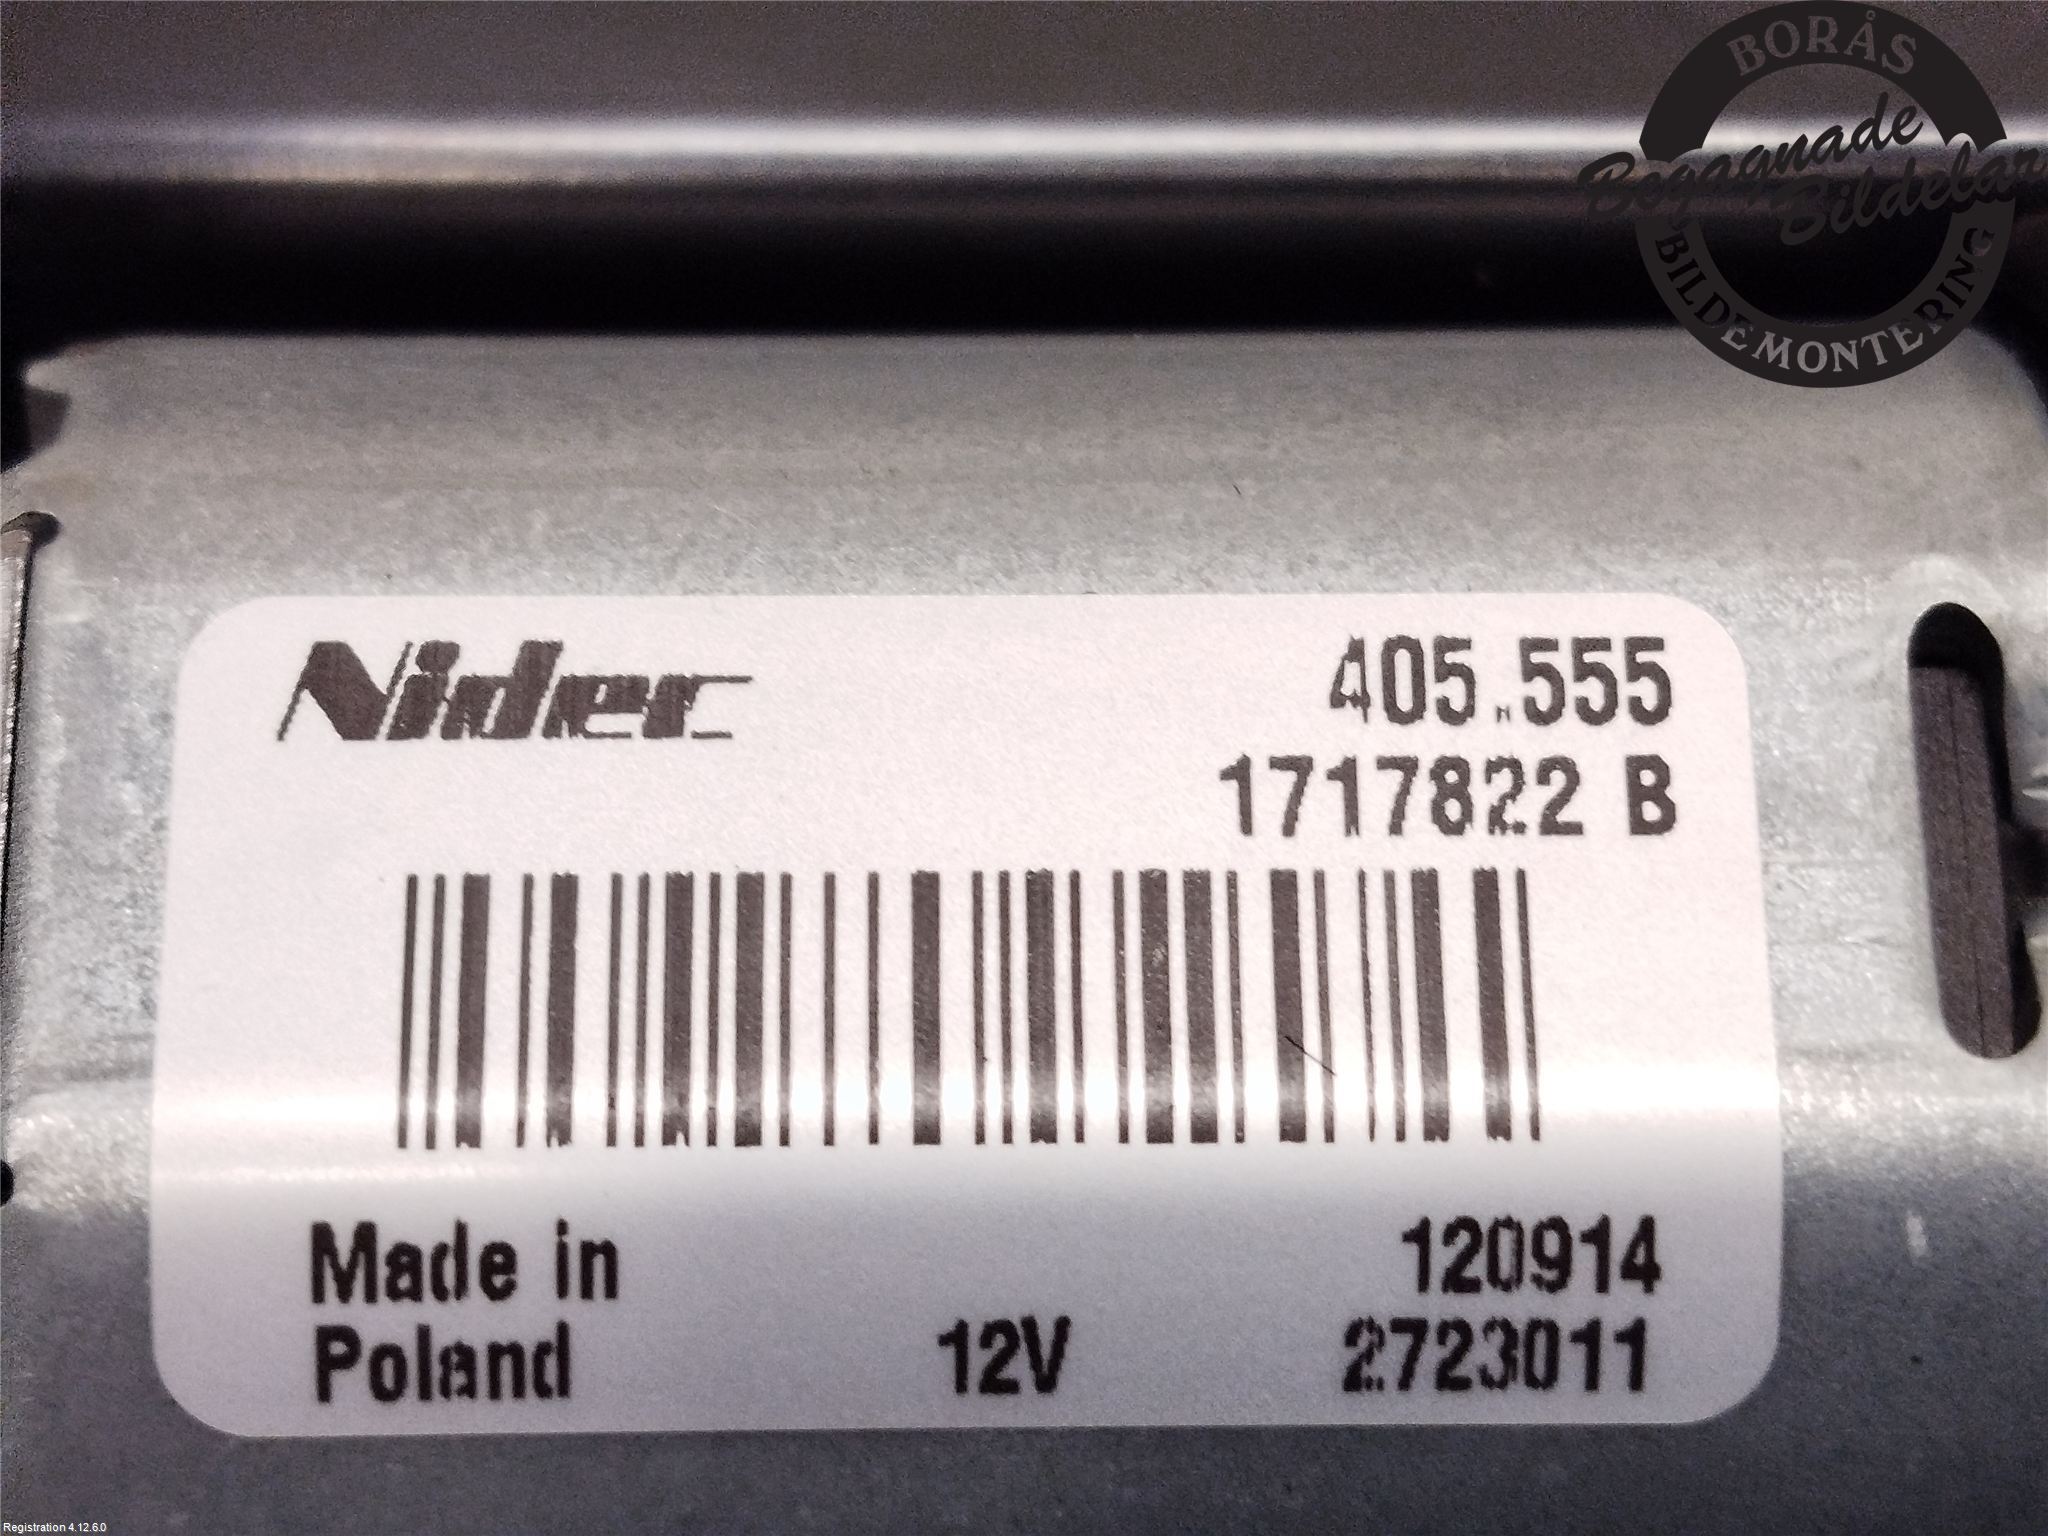 BORÅS
Begagnade
Bildelar
BILDEMONTERING
Nidec
405.555
1717822 B
Made in
Poland
12V
120914
2723011
Registration 4.12.6.0